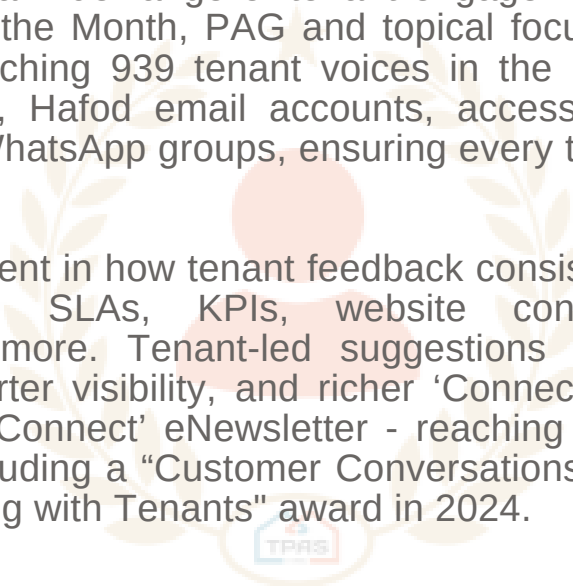 the Month, PAG and topical focu
ching 939 tenant voices in the
, Hafod email accounts, access
hatsApp groups, ensuring every t
ent in how tenant feedback consis
SLAs, KPIs, website con
more. Tenant-led suggestions
rter visibility, and richer ‘Connec
Connect’ eNewsletter - reaching
uding a “Customer Conversations
g with Tenants" award in 2024.
TPAS